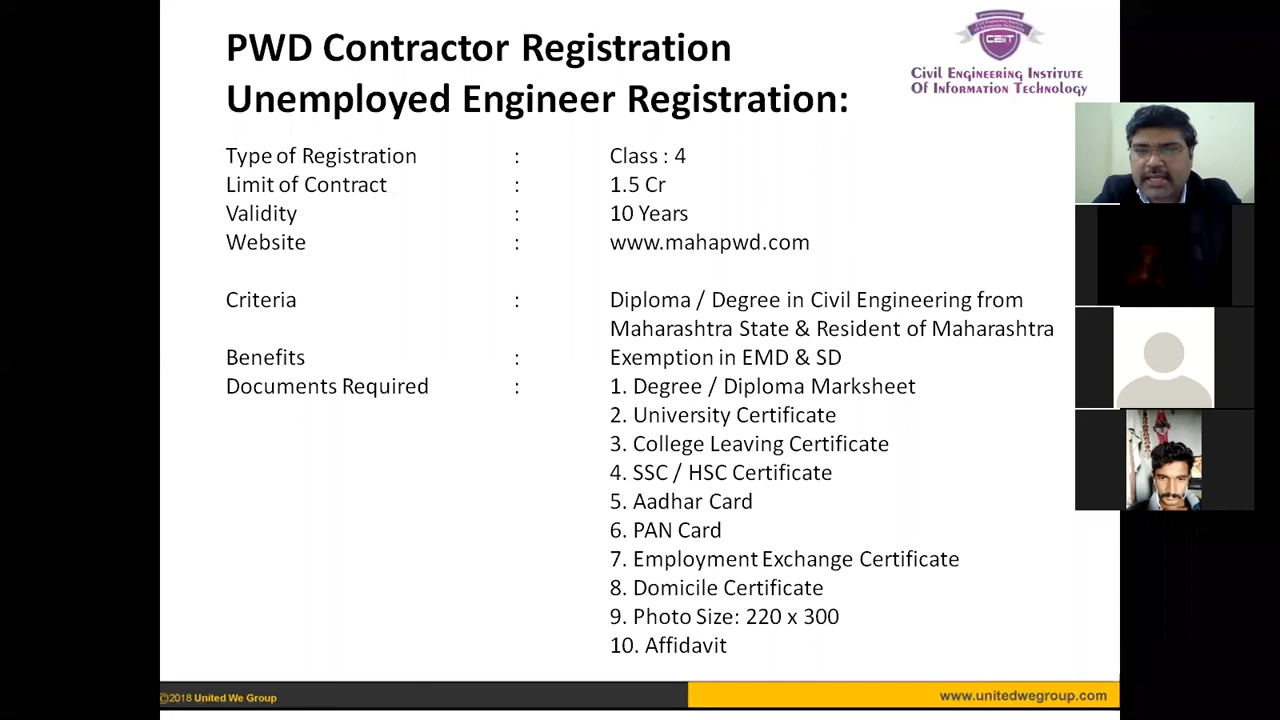 PWD Contractor Registration
Unemployed Engineer Registration:
CEIIT
Civil Engineering Institute
Of Information Technology
Type of Registration : Class : 4
Limit of Contract : 1.5 Cr
Validity : 10 Years
Website : www.mahapwd.com
Criteria : Diploma / Degree in Civil Engineering from
Maharashtra State & Resident of Maharashtra
Benefits : Exemption in EMD & SD
Documents Required : 1. Degree / Diploma Marksheet
2. University Certificate
3. College Leaving Certificate
4. SSC / HSC Certificate
5. Aadhar Card
6. PAN Card
7. Employment Exchange Certificate
8. Domicile Certificate
9. Photo Size: 220 x 300
10. Affidavit
©2018 United We Group
www.unitedwegroup.com